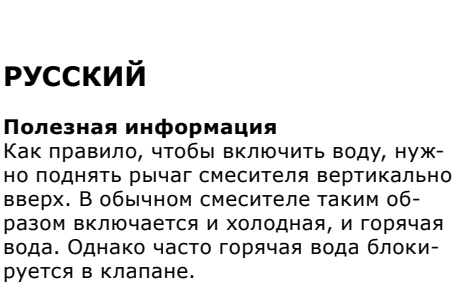 РУССКИЙ
Полезная информация
Как правило, чтобы включить воду, нуж-
но поднять рычаг смесителя вертикально
вверх. В обычном смесителе таким об-
разом включается и холодная, и горячая
вода. Однако часто горячая вода блоки-
руется в клапане.